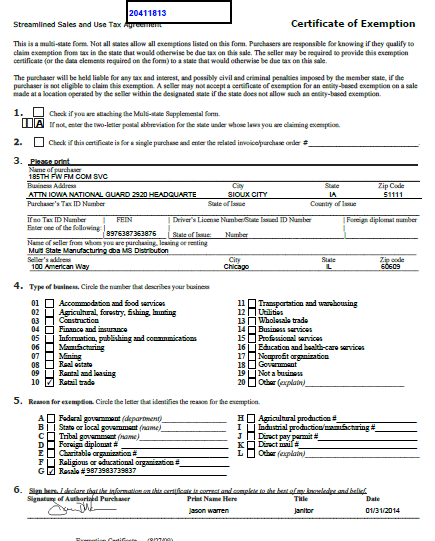 20411813
Streamlined Sales and Use Tax Agreement
Certificate of Exemption
This is a multi-state form. Not all states allow all exemptions listed on this form. Purchasers are responsible for knowing if they qualify to
claim exemption from tax in the state that would otherwise be due tax on this sale. The seller may be required to provide this exemption
certificate (or the data elements required on the form) to a state that would otherwise be due tax on this sale.
The purchaser will be held liable for any tax and interest, and possibly civil and criminal penalties imposed by the member state, if the
purchaser is not eligible to claim this exemption. A seller may not accept a certificate of exemption for an entity-based exemption on a sale
made at a location operated by the seller within the designated state if the state does not allow such an entity-based exemption.
1. Check if you are attaching the Multi-state Supplemental form.
I A If not, enter the two-letter postal abbreviation for the state under whose laws you are claiming exemption.
2. Check if this certificate is for a single purchase and enter the related invoice/purchase order #
3. Please print
Name of purchaser
185TH FW FM COM SVC
Business Address City State Zip Code
ATTN IOWA NATIONAL GUARD 2920 HEADQUARTE SIOUX CITY IA 51111
Purchaser's Tax ID Number State of Issue Country of Issue
If no Tax ID Number FEIN Driver's License Number/State Issued ID Number Foreign diplomat number
Enter one of the following: 8976387363876 State of Issue: Number
Name of seller from whom you are purchasing, leasing or renting
Multi State Manufacturing dba MS Distribution
Seller's address City State Zip code
100 American Way Chicago IL 60609
4. Type of business. Circle the number that describes your business
01 Accommodation and food services
02 Agricultural, forestry, fishing, hunting
03 Construction
04 Finance and insurance
05 Information, publishing and communications
06 Manufacturing
07 Mining
08 Real estate
09 Rental and leasing
10 ✓ Retail trade
11 Transportation and warehousing
12 Utilities
13 Wholesale trade
14 Business services
15 Professional services
16 Education and health-care services
17 Nonprofit organization
18 Government
19 Not a business
20 Other (explain)
5. Reason for exemption. Circle the letter that identifies the reason for the exemption.
A Federal government (department)
B State or local government (name)
C Tribal government (name)
D Foreign diplomat #
E Charitable organization #
F Religious or educational organization #
G ✓ Resale # 9873983739837
H Agricultural production #
I Industrial production/manufacturing #
J Direct pay permit #
K Direct mail #
L Other (explain)
6. Sign here. I declare that the information on this certificate is correct and complete to the best of my knowledge and belief.
Signature of Authorized Purchaser Print Name Here Title Date
jason warren janitor 01/31/2014